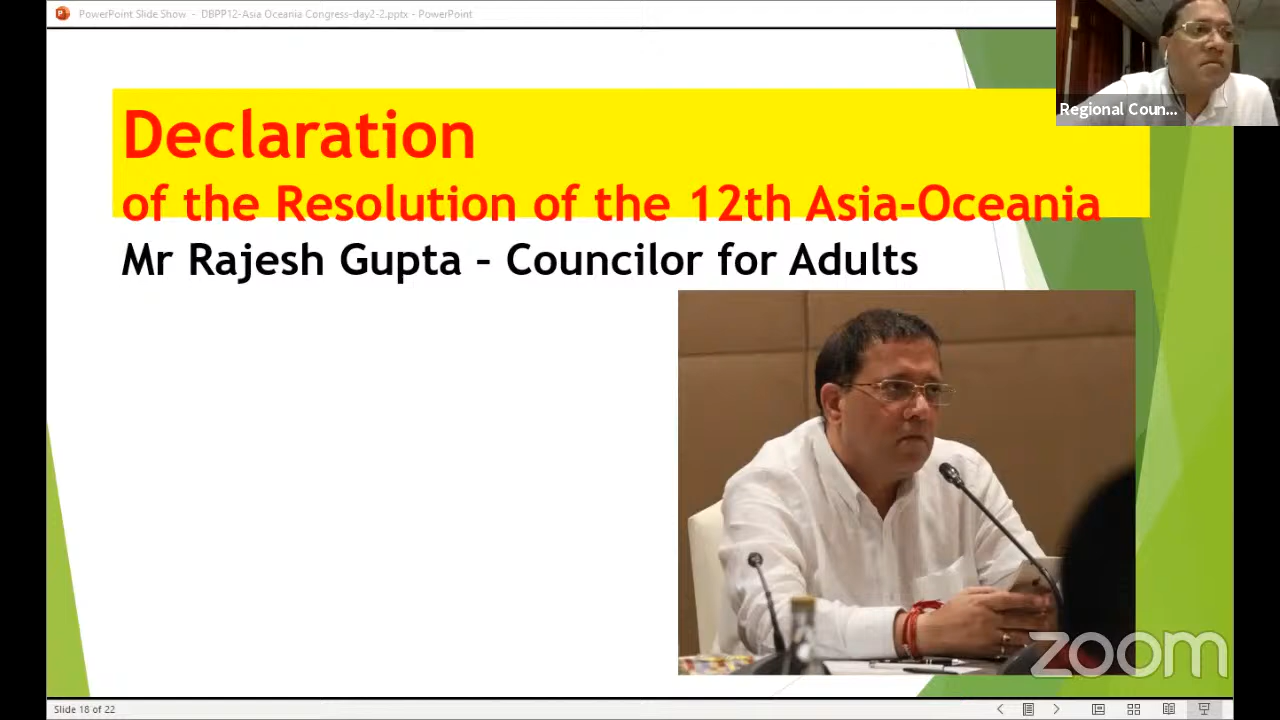 PowerPoint Slide Show - DBPP12-Asia Oceania Congress-day2-2.pptx - PowerPoint
Regional Coun...
Declaration
of the Resolution of the 12th Asia-Oceania
Mr Rajesh Gupta – Councilor for Adults
zoom
Slide 18 of 22